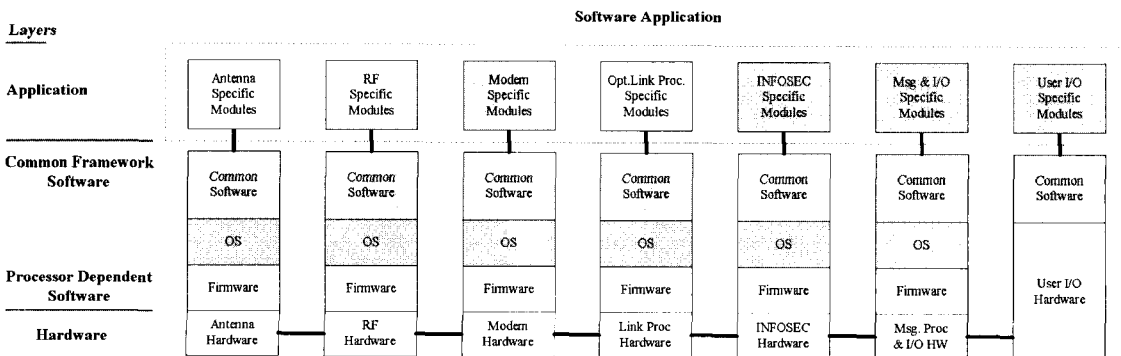 Software Application
Layers
Application
Antenna
Specific
Modules
RF
Specific
Modules
Modem
Specific
Modules
Opt.Link Proc.
Specific
Modules
INFOSEC
Specific
Modules
Msg & I/O
Specific
Modules
User I/O
Specific
Modules
Common Framework
Software
Common
Software
Common
Software
Common
Software
Common
Software
Common
Software
Common
Software
Common
Software
OS
OS
OS
OS
OS
OS
Processor Dependent
Software
Firmware
Firmware
Firmware
Firmware
Firmware
Firmware
User I/O
Hardware
Hardware
Antenna
Hardware
RF
Hardware
Modem
Hardware
Link Proc
Hardware
INFOSEC
Hardware
Msg. Proc
& I/O HW